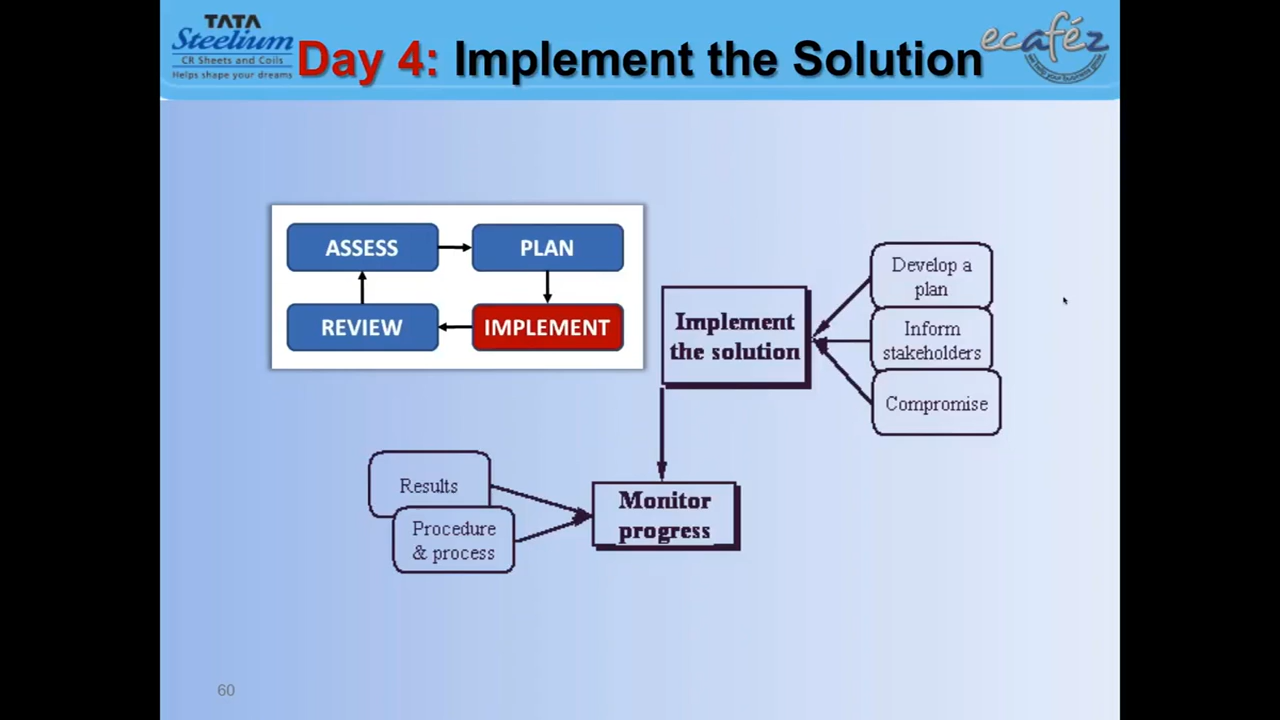 TATA
Steelium
CR Sheets and Coils
Helps shape your dreams
Day 4: Implement the Solution
ecaféz
ASSESS
PLAN
REVIEW
IMPLEMENT
Implement
the solution
Develop a
plan
Inform
stakeholders
Compromise
Results
Procedure
& process
Monitor
progress
60